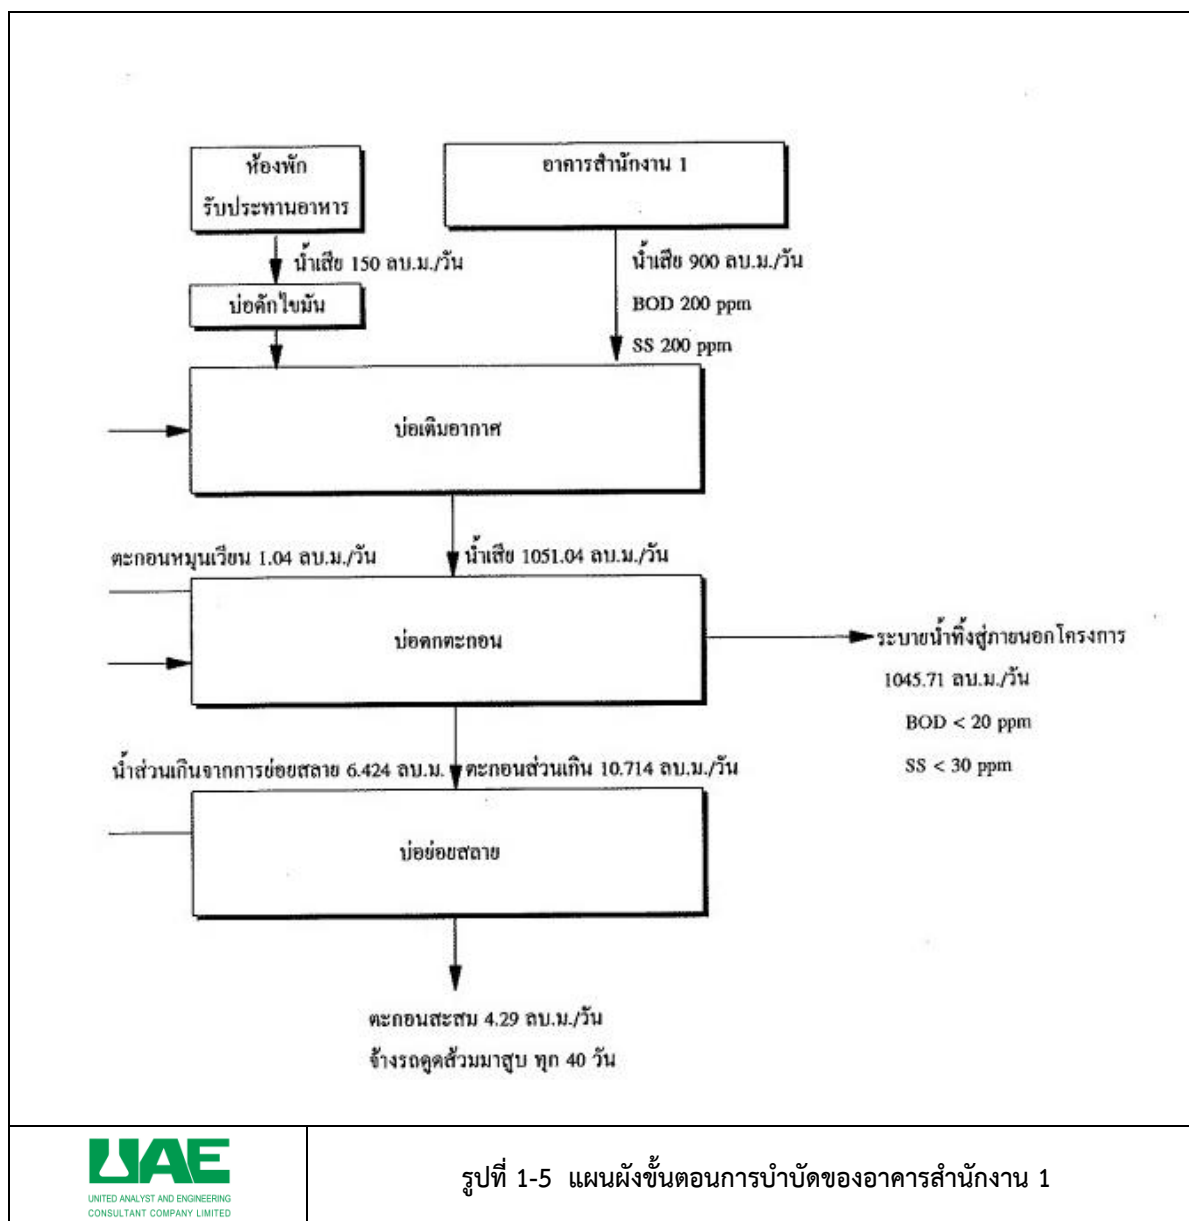 ห้องพัก
รับประทานอาหาร
อาคารสำนักงาน 1
น้ำเสีย 150 ลบ.ม./วัน
น้ำเสีย 900 ลบ.ม./วัน
บ่อดักไขมัน
BOD 200 ppm
SS 200 ppm
บ่อเติมอากาศ
ตะกอนหมุนเวียน 1.04 ลบ.ม./วัน
น้ำเสีย 1051.04 ลบ.ม./วัน
บ่อตกตะกอน
ระบายน้ำทิ้งสู่ภายนอกโครงการ
1045.71 ลบ.ม./วัน
BOD < 20 ppm
SS < 30 ppm
น้ำส่วนเกินจากการย่อยสลาย 6.424 ลบ.ม.
ตะกอนส่วนเกิน 10.714 ลบ.ม./วัน
บ่อย่อยสลาย
ตะกอนสะสม 4.29 ลบ.ม./วัน
จ้างรถดูดส้วมมาสูบ ทุก 40 วัน
UAE
UNITED ANALYST AND ENGINEERING
CONSULTANT COMPANY LIMITED
รูปที่ 1-5 แผนผังขั้นตอนการบำบัดของอาคารสำนักงาน 1